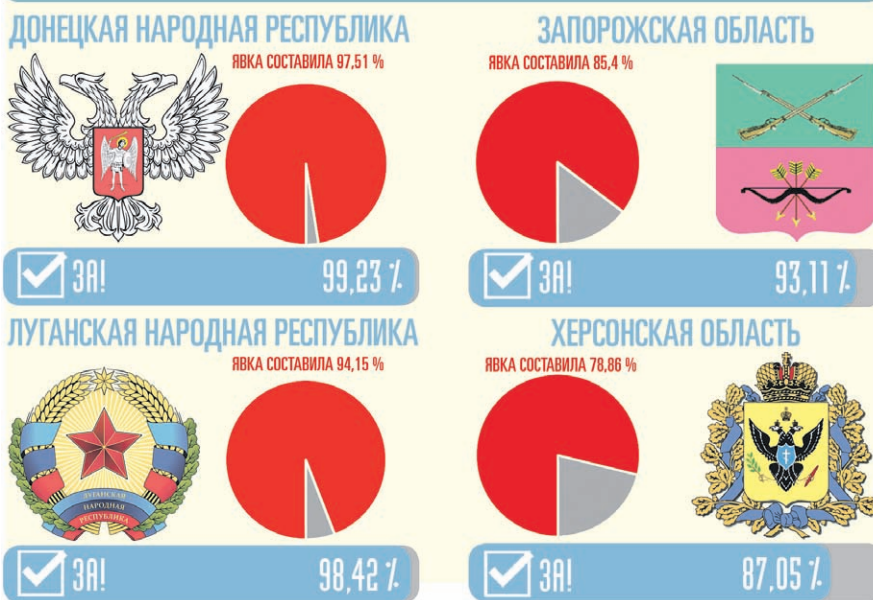 ДОНЕЦКАЯ НАРОДНАЯ РЕСПУБЛИКА
ЯВКА СОСТАВИЛА 97,51 %
ЗА! 99,23 %
ЗАПОРОЖСКАЯ ОБЛАСТЬ
ЯВКА СОСТАВИЛА 85,4 %
ЗА! 93,11 %
ЛУГАНСКАЯ НАРОДНАЯ РЕСПУБЛИКА
ЯВКА СОСТАВИЛА 94,15 %
ЛУГАНСКАЯ
НАРОДНАЯ
РЕСПУБЛИКА
ЗА! 98,42 %
ХЕРСОНСКАЯ ОБЛАСТЬ
ЯВКА СОСТАВИЛА 78,86 %
ЗА! 87,05 %